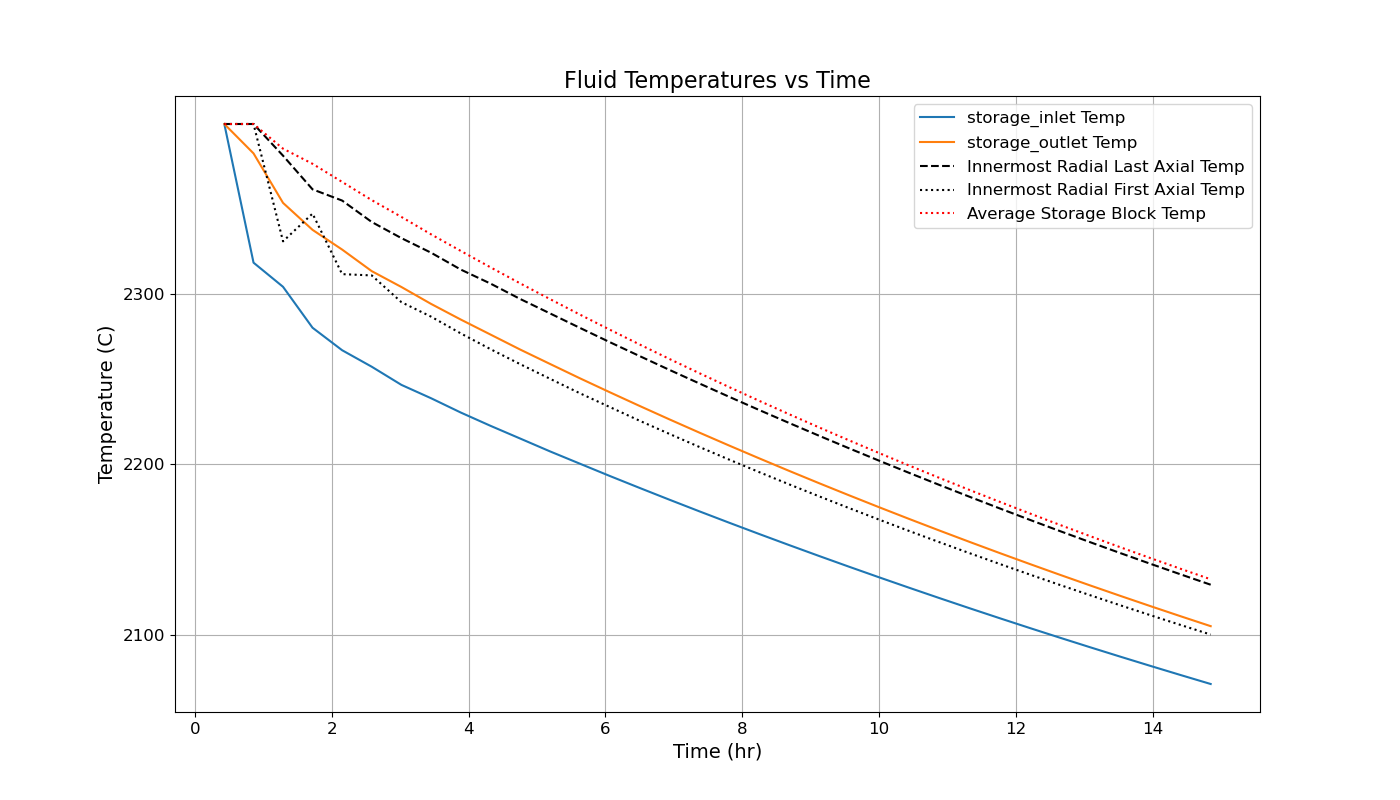 Fluid Temperatures vs Time
storage_inlet Temp
storage_outlet Temp
Innermost Radial Last Axial Temp
Innermost Radial First Axial Temp
Average Storage Block Temp
Temperature (C)
2300
2200
2100
0 2 4 6 8 10 12 14
Time (hr)